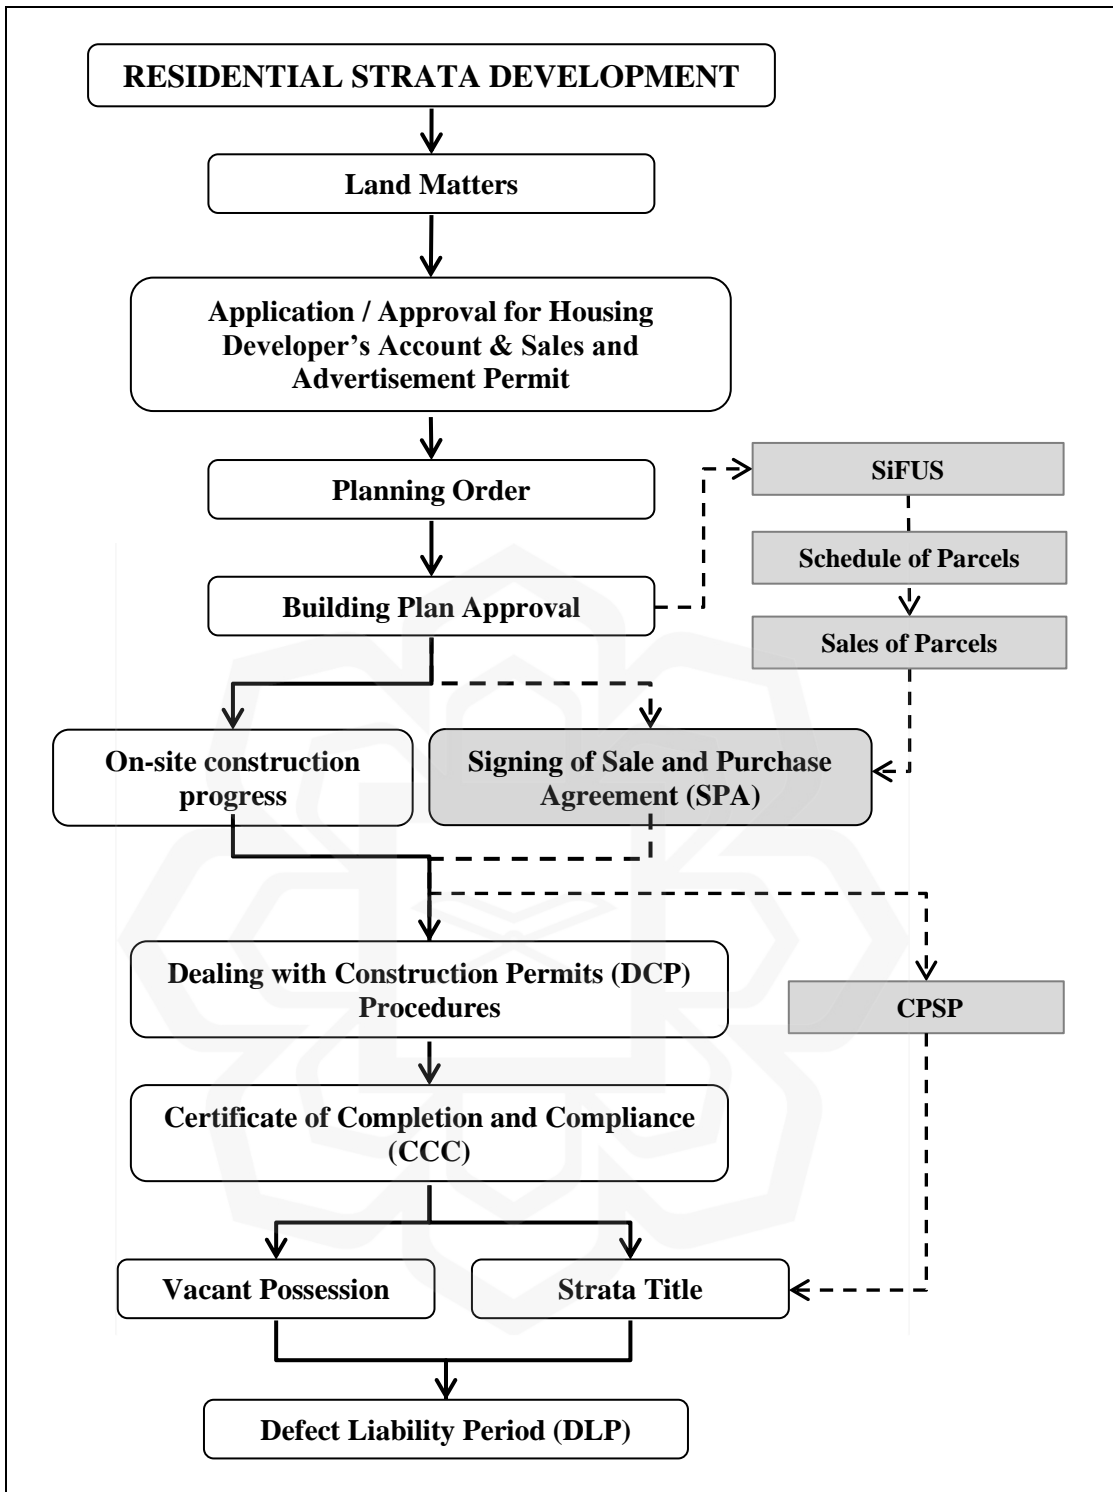 RESIDENTIAL STRATA DEVELOPMENT
Land Matters
Application / Approval for Housing
Developer’s Account & Sales and
Advertisement Permit
Planning Order
SiFUS
Schedule of Parcels
Building Plan Approval
Sales of Parcels
On-site construction
progress
Signing of Sale and Purchase
Agreement (SPA)
Dealing with Construction Permits (DCP)
Procedures
CPSP
Certificate of Completion and Compliance
(CCC)
Vacant Possession
Strata Title
Defect Liability Period (DLP)